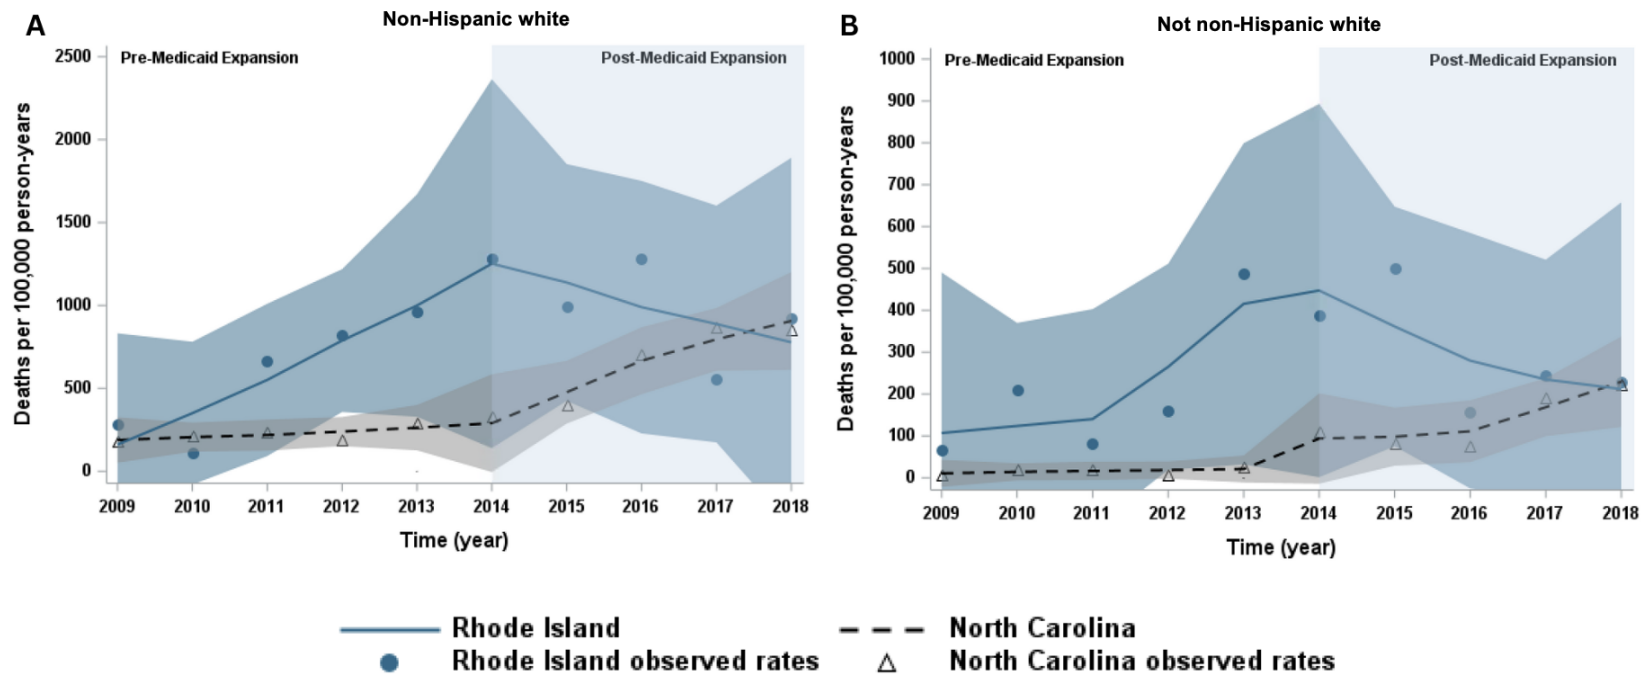 A
Non-Hispanic white
Pre-Medicaid Expansion
Post-Medicaid Expansion
Deaths per 100,000 person-years
2500
2000
1500
1000
500
0
2009 2010 2011 2012 2013 2014 2015 2016 2017 2018
Time (year)
B
Not non-Hispanic white
Pre-Medicaid Expansion
Post-Medicaid Expansion
Deaths per 100,000 person-years
1000
900
800
700
600
500
400
300
200
100
0
2009 2010 2011 2012 2013 2014 2015 2016 2017 2018
Time (year)
Rhode Island
North Carolina
Rhode Island observed rates
North Carolina observed rates